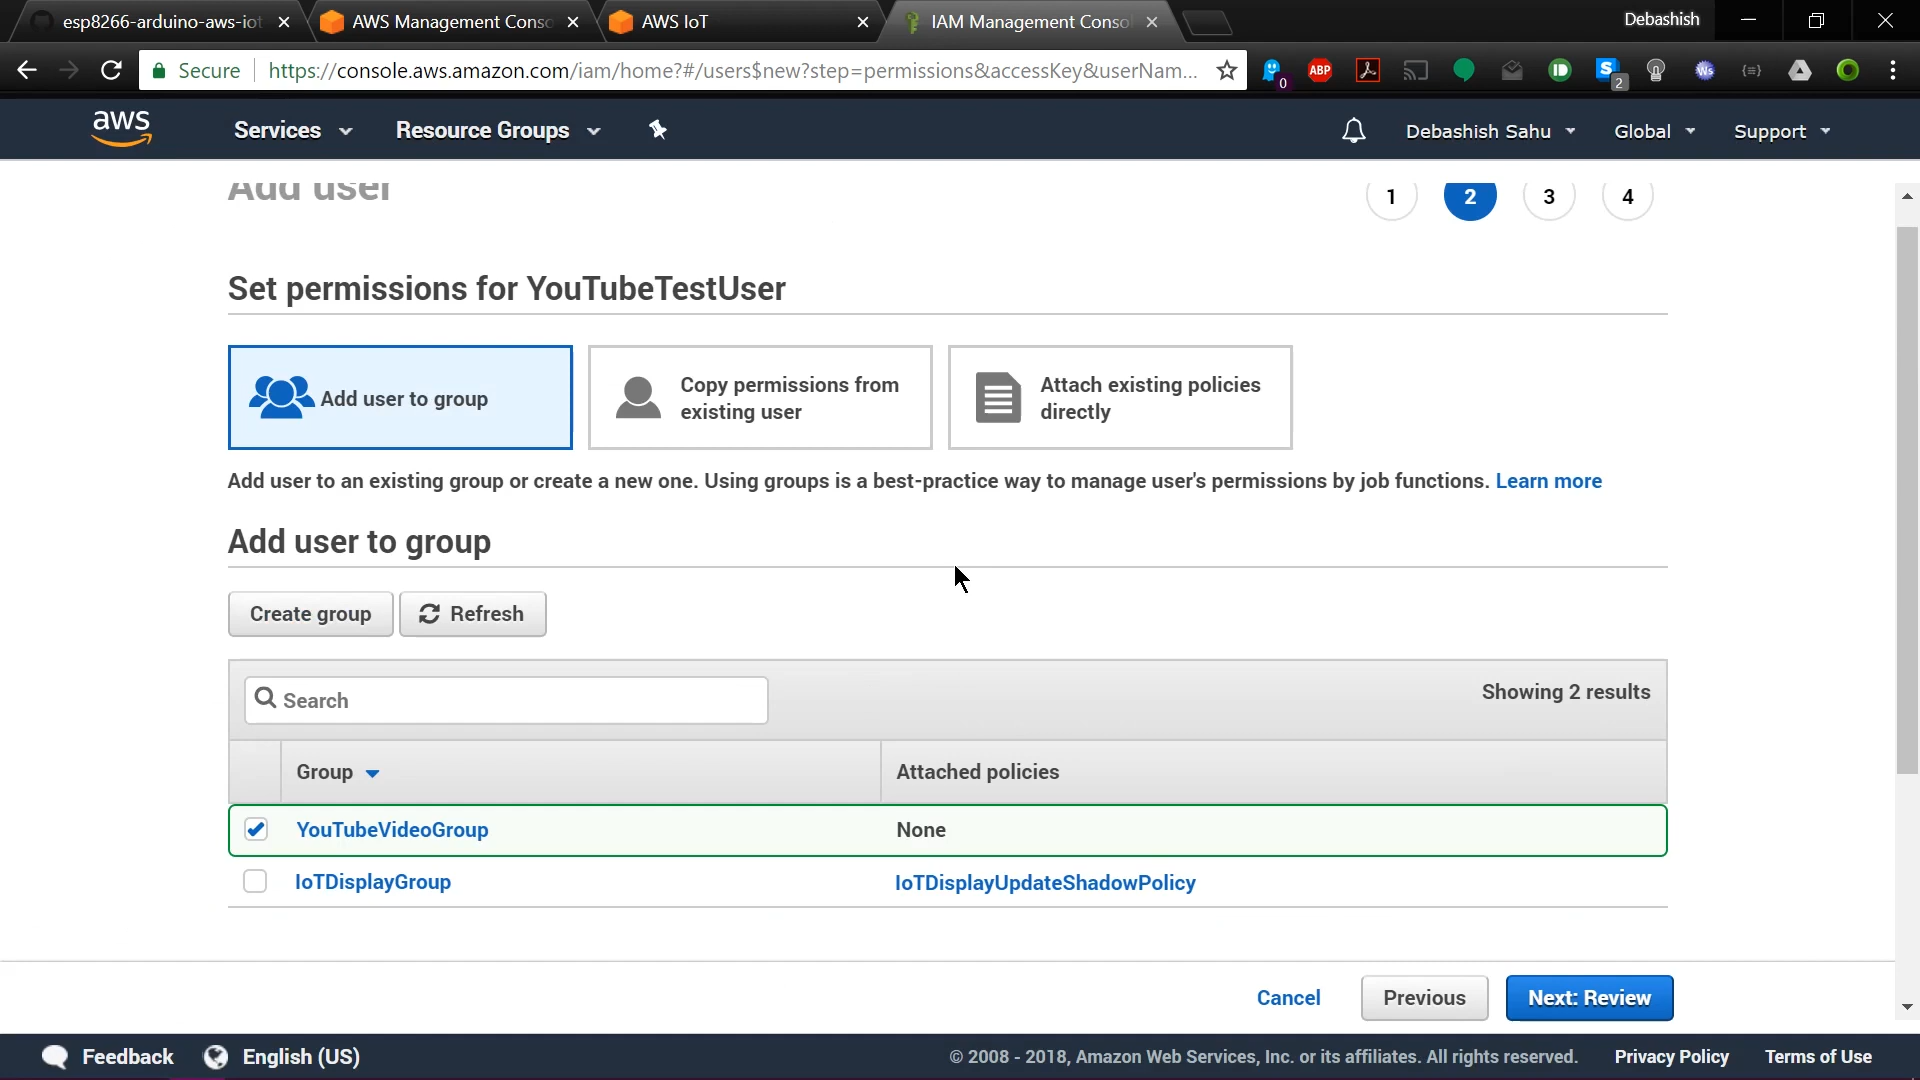 esp8266-arduino-aws-iot
AWS Management Conso
AWS IoT
IAM Management Consol
Debashish
Secure
https://console.aws.amazon.com/iam/home?#/users$new?step=permissions&accessKey&userNam...
0
ABP
2
Ws
aws
Services
Resource Groups
Debashish Sahu
Global
Support
Add user
1
2
3
4
Set permissions for YouTubeTestUser
Add user to group
Copy permissions from
existing user
Attach existing policies
directly
Add user to an existing group or create a new one. Using groups is a best-practice way to manage user's permissions by job functions. Learn more
Add user to group
Create group
Refresh
Search
Showing 2 results
Group
Attached policies
YouTubeVideoGroup
None
IoTDisplayGroup
IoTDisplayUpdateShadowPolicy
Cancel
Previous
Next: Review
Feedback
English (US)
© 2008 - 2018, Amazon Web Services, Inc. or its affiliates. All rights reserved.
Privacy Policy
Terms of Use